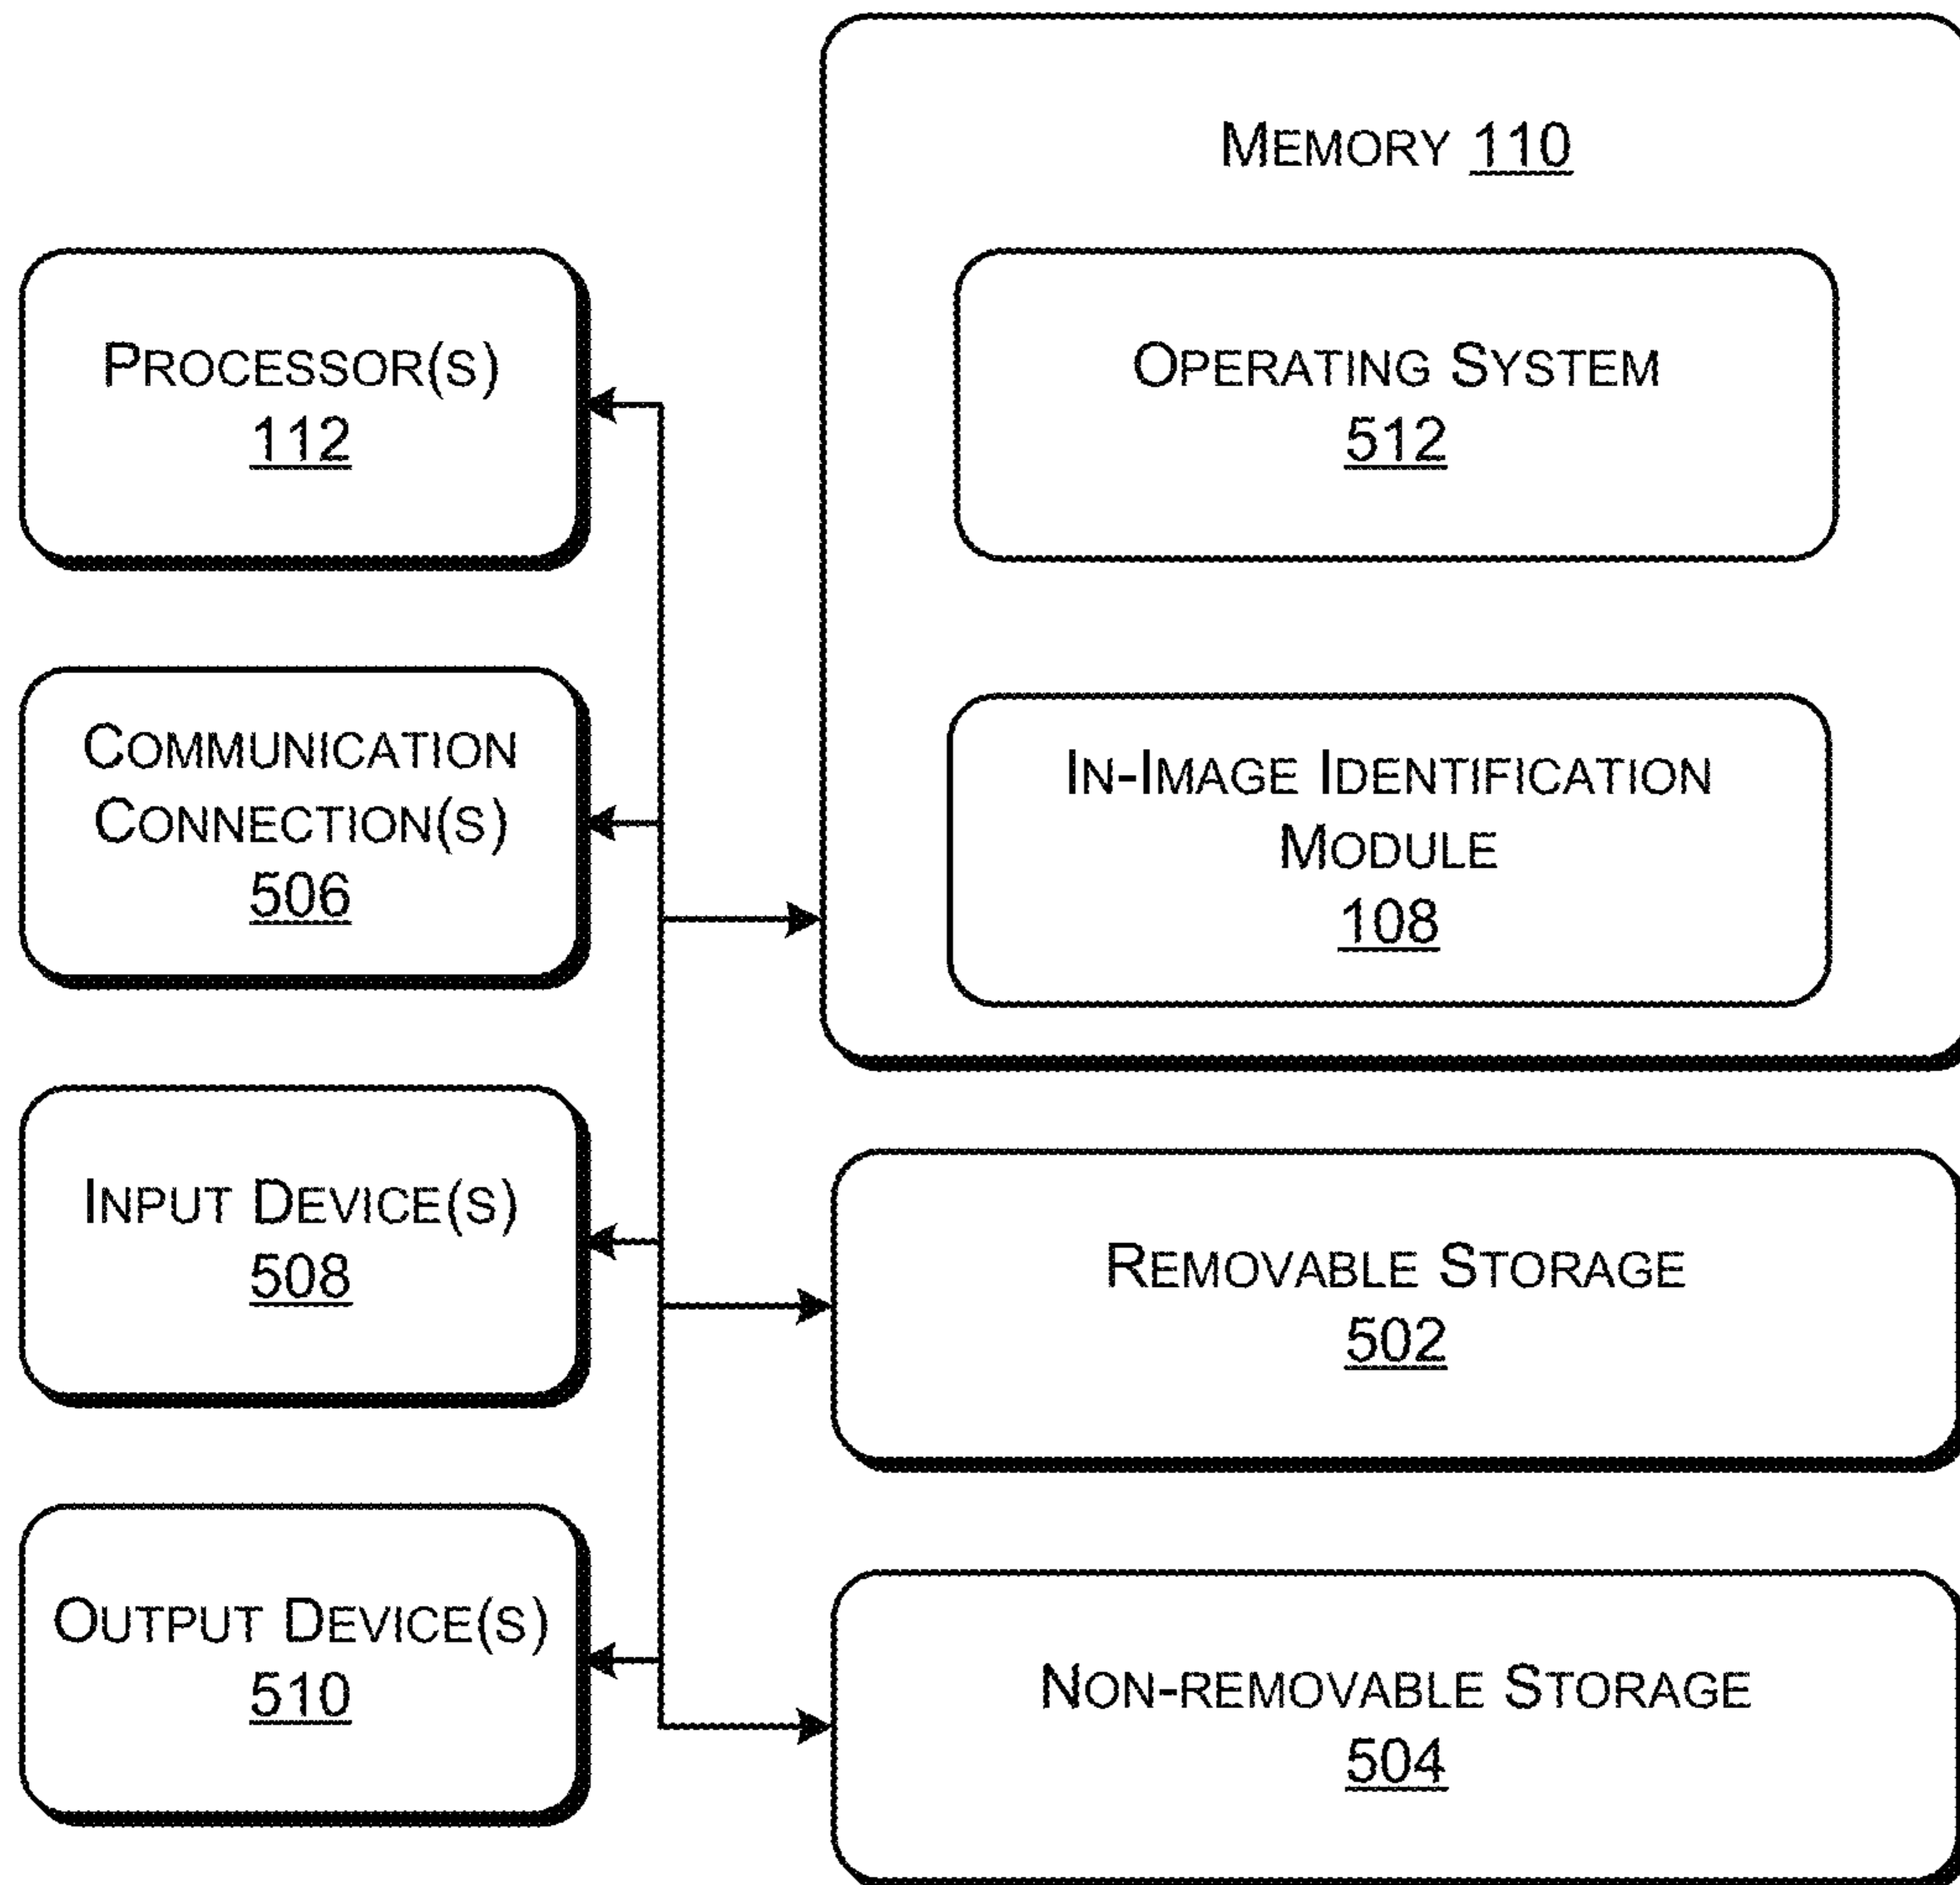 MEMORY 110
OPERATING SYSTEM
512
IN-IMAGE IDENTIFICATION
MODULE
108
PROCESSOR(S)
112
COMMUNICATION
CONNECTION(S)
506
INPUT DEVICE(S)
508
OUTPUT DEVICE(S)
510
REMOVABLE STORAGE
502
NON-REMOVABLE STORAGE
504